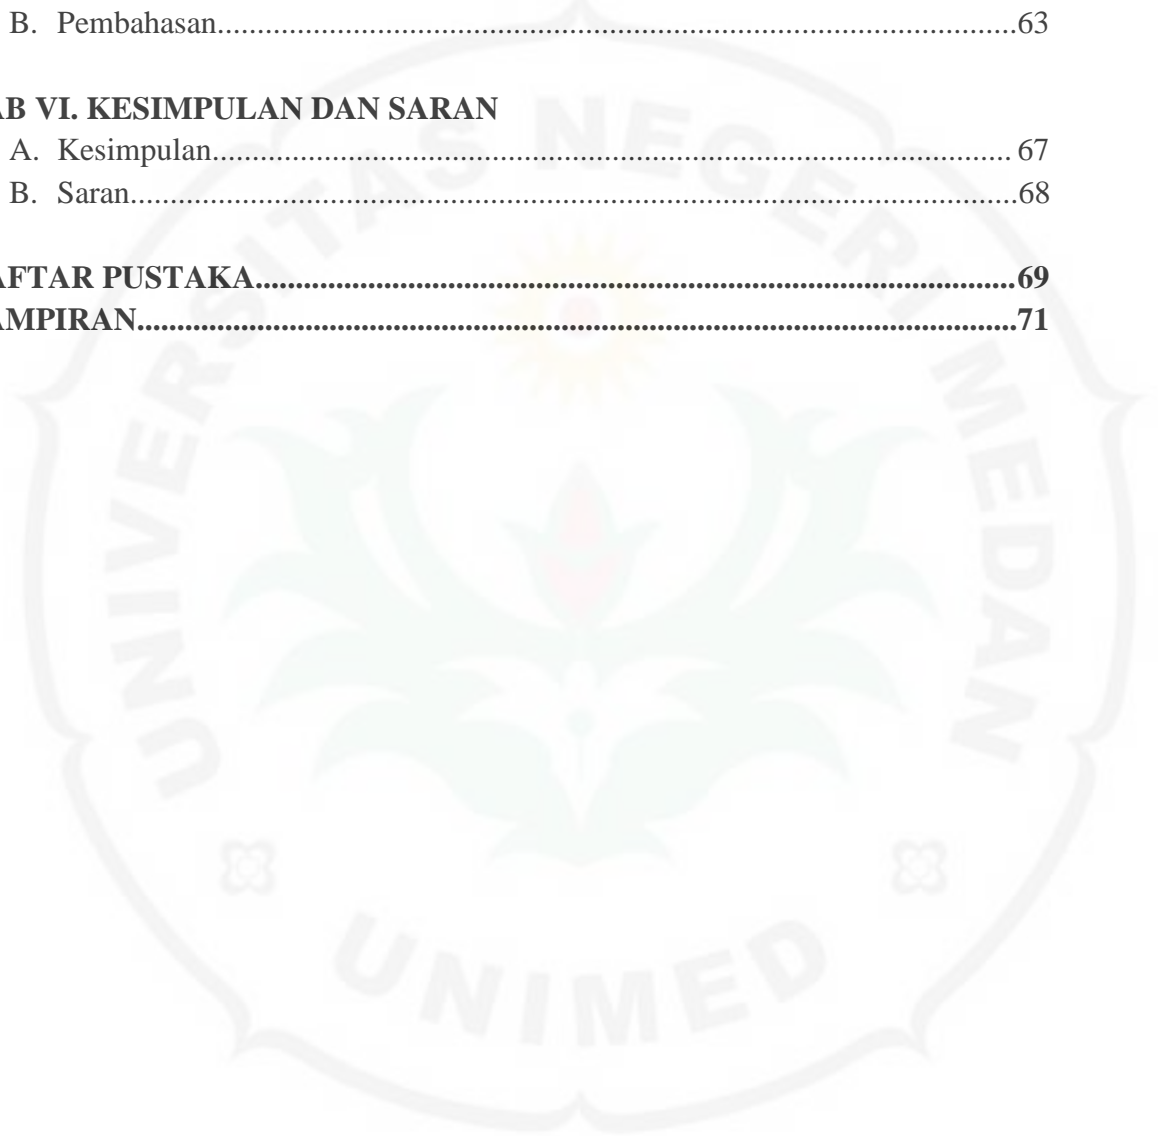 B. Pembahasan....................................................................................................63
AB VI. KESIMPULAN DAN SARAN
A. Kesimpulan.................................................................................................... 67
B. Saran...............................................................................................................68
AFTAR PUSTAKA................................................................................................69
AMPIRAN...............................................................................................................71
UNIVERSITAS NEGERI MEDAN
UNIMED